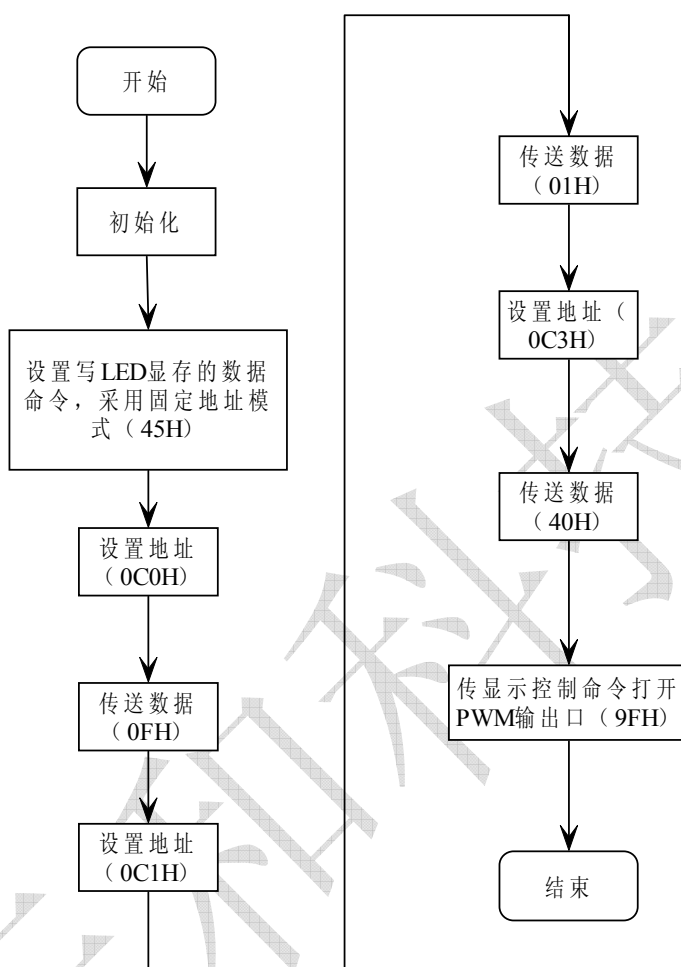 开始
初始化
设置写LED显存的数据
命令，采用固定地址模
式（45H）
设置地址
（0C0H）
传送数据
（0FH）
设置地址
（0C1H）
传送数据
（01H）
设置地址（
0C3H）
传送数据
（40H）
传显示控制命令打开
PWM输出口（9FH）
结束
和科技